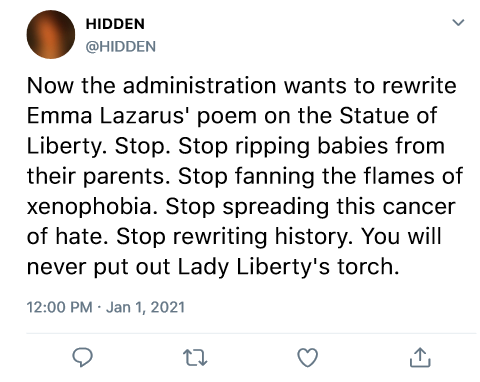 HIDDEN
@HIDDEN
Now the administration wants to rewrite
Emma Lazarus' poem on the Statue of
Liberty. Stop. Stop ripping babies from
their parents. Stop fanning the flames of
xenophobia. Stop spreading this cancer
of hate. Stop rewriting history. You will
never put out Lady Liberty's torch.
12:00 PM · Jan 1, 2021